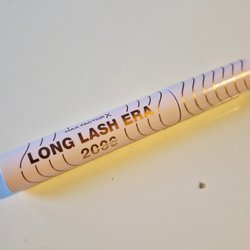 MAX FACTOR X
LONG LASH ERA
2000